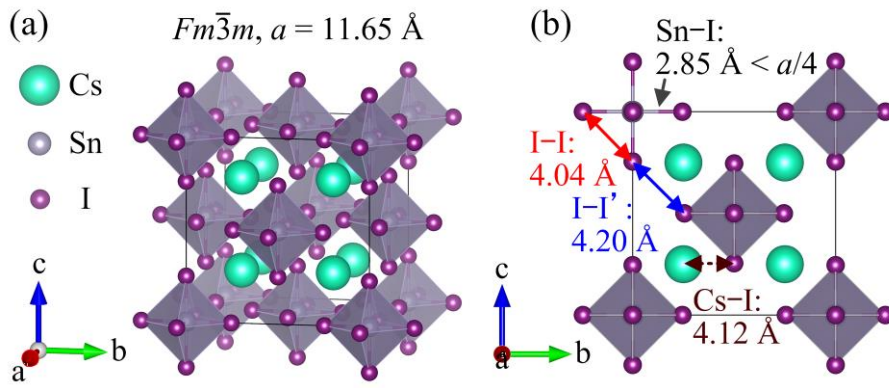 (a)
Fm3̅m, a = 11.65 Å
Cs
Sn
I
c
b
a
(b)
Sn–I:
2.85 Å < a/4
I–I:
4.04 Å
I–I’:
4.20 Å
Cs–I:
4.12 Å
c
b
a